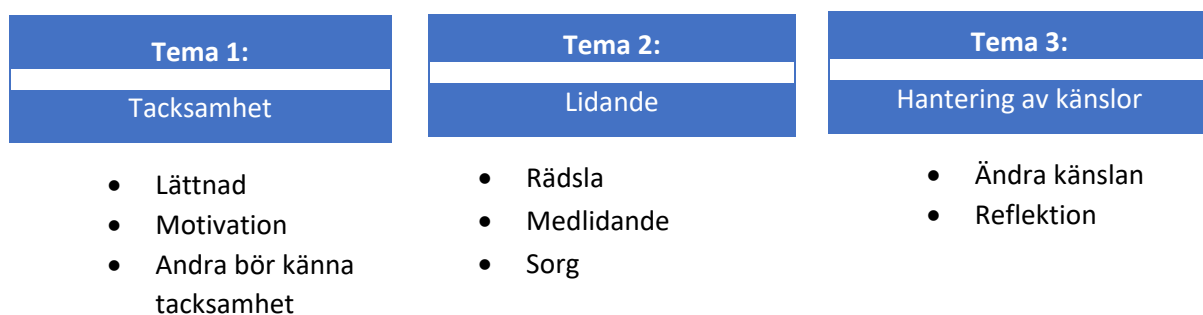 Tema 1:
Tacksamhet
• Lättnad
• Motivation
• Andra bör känna
tacksamhet
Tema 2:
Lidande
• Rädsla
• Medlidande
• Sorg
Tema 3:
Hantering av känslor
• Ändra känslan
• Reflektion